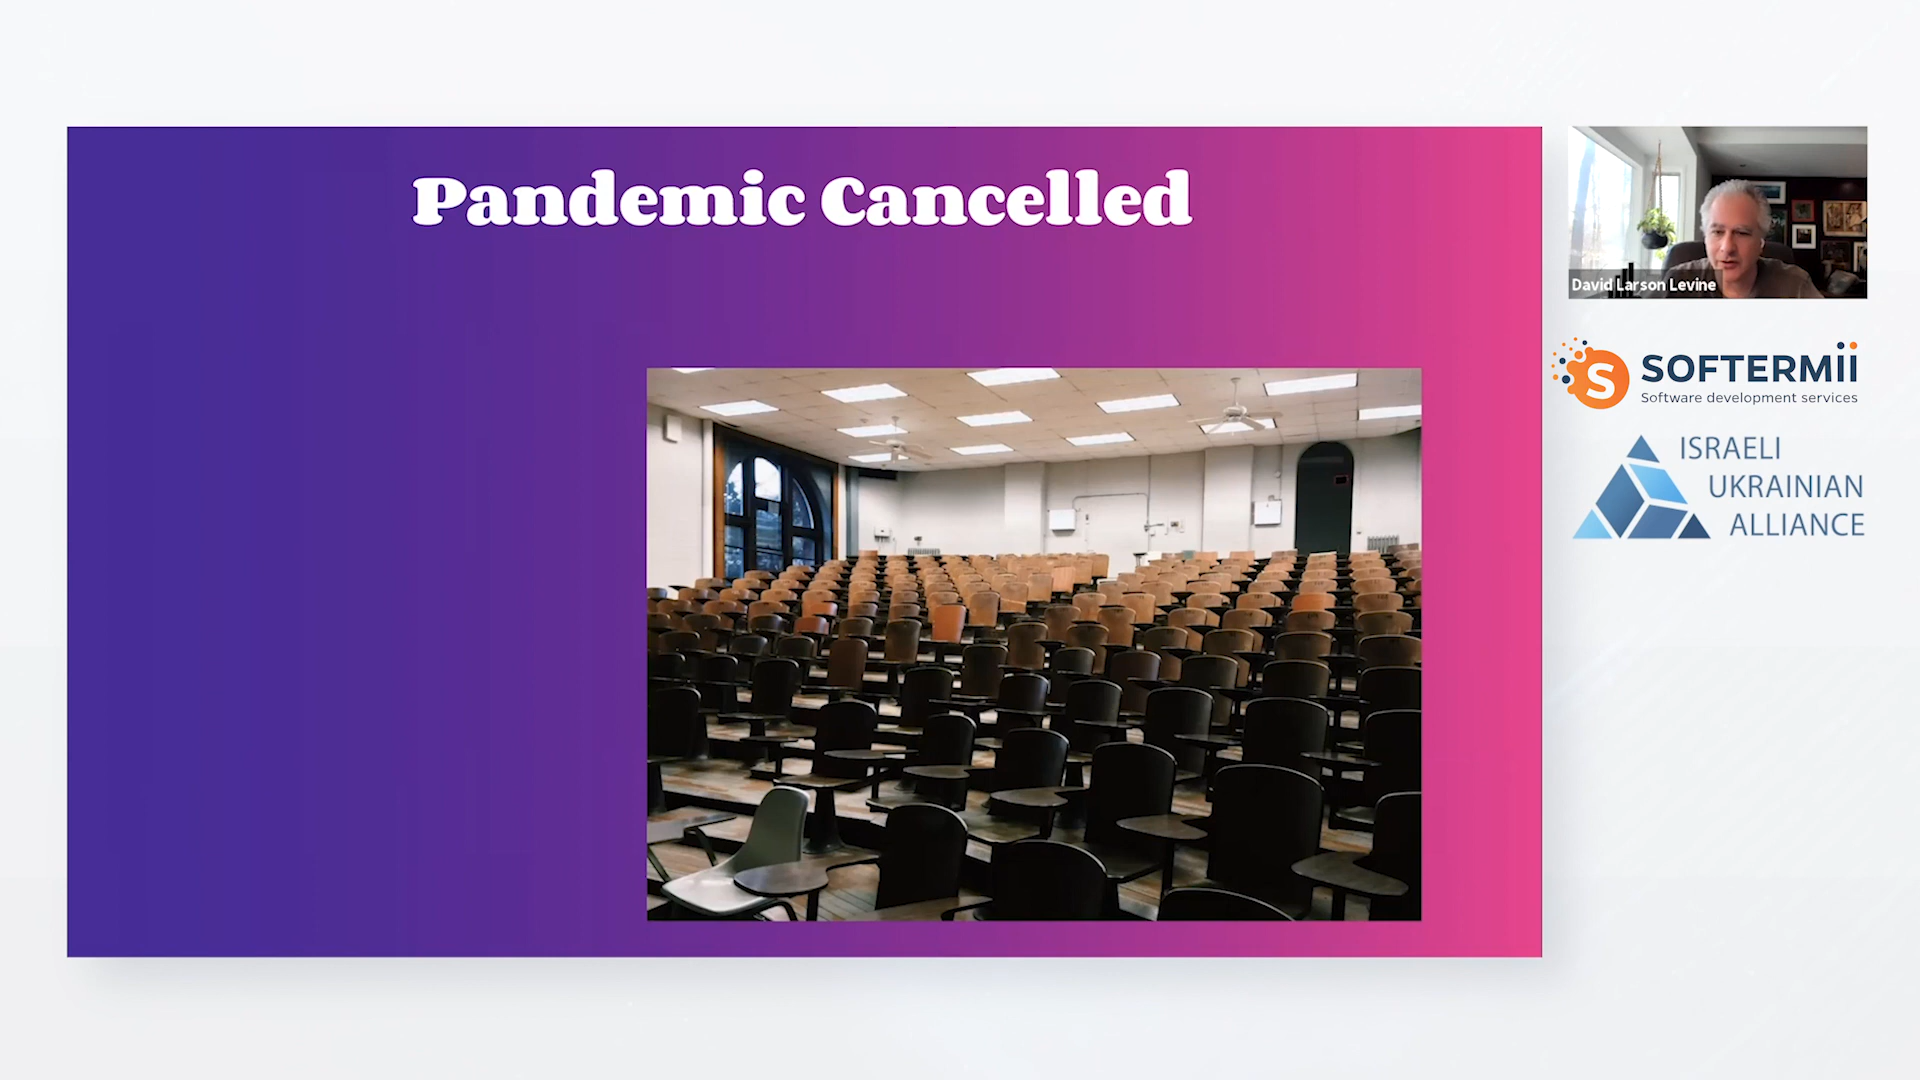 Pandemic Cancelled
David Larson Levine
S
SOFTERMii
Software development services
ISRAELI
UKRAINIAN
ALLIANCE